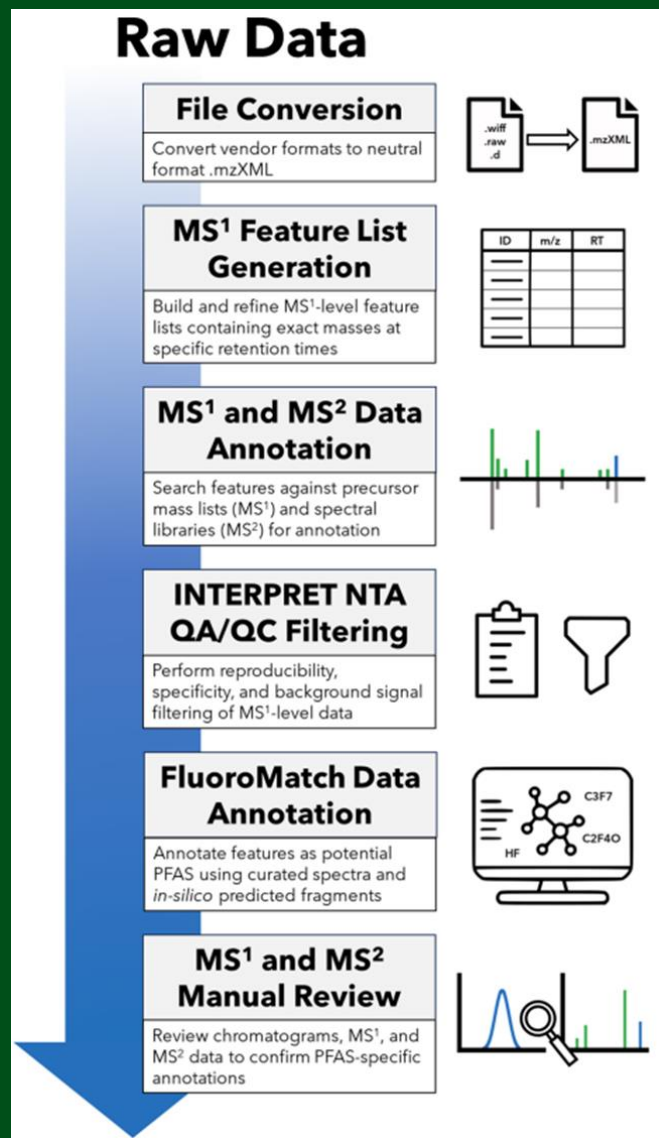 Raw Data
File Conversion
Convert vendor formats to neutral
format .mzXML
.wiff
.raw
.d
.mzXML
MS¹ Feature List
Generation
Build and refine MS¹-level feature
lists containing exact masses at
specific retention times
ID m/z RT
MS¹ and MS² Data
Annotation
Search features against precursor
mass lists (MS¹) and spectral
libraries (MS²) for annotation
INTERPRET NTA
QA/QC Filtering
Perform reproducibility,
specificity, and background signal
filtering of MS¹-level data
FluoroMatch Data
Annotation
Annotate features as potential
PFAS using curated spectra and
in-silico predicted fragments
C3F7
C2F4O
HF
MS¹ and MS²
Manual Review
Review chromatograms, MS¹, and
MS² data to confirm PFAS-specific
annotations